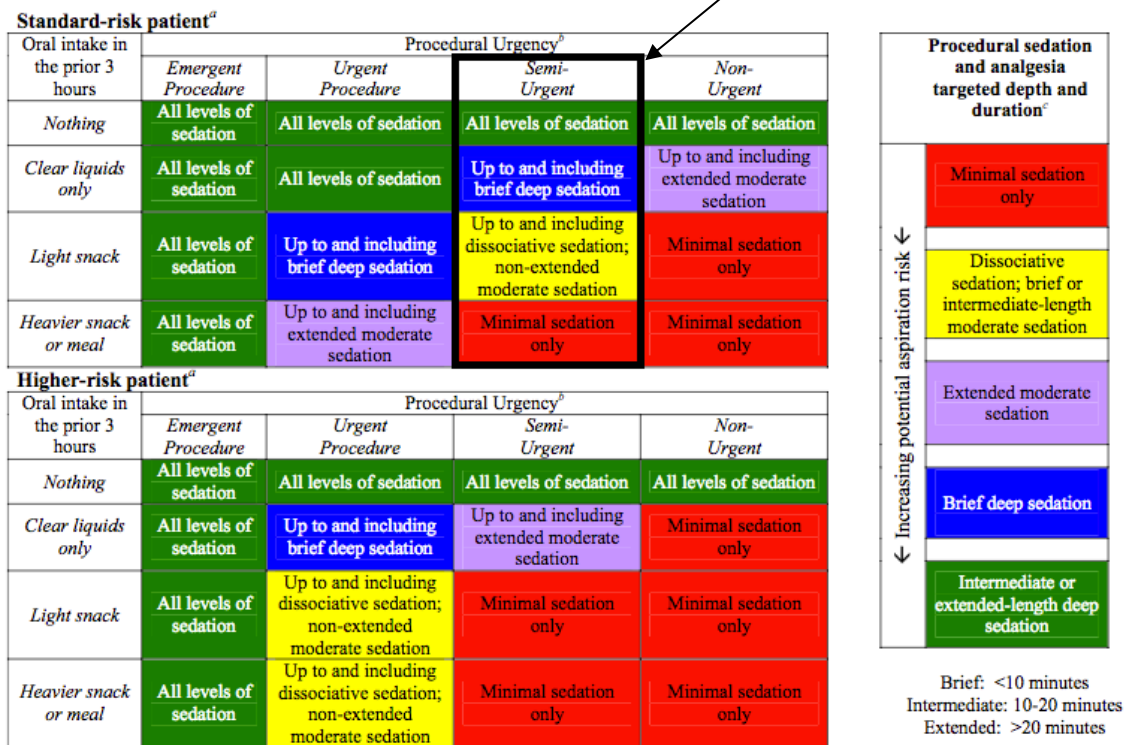 Standard-risk patient^a
Oral intake in
the prior 3
hours
Procedural Urgency^b
Emergent
Procedure
Urgent
Procedure
Semi-
Urgent
Non-
Urgent
Nothing
All levels of
sedation
All levels of sedation
All levels of sedation
All levels of sedation
Clear liquids
only
All levels of
sedation
All levels of sedation
Up to and including
brief deep sedation
Up to and including
extended moderate
sedation
Light snack
All levels of
sedation
Up to and including
brief deep sedation
Up to and including
dissociative sedation;
non-extended
moderate sedation
Minimal sedation
only
Heavier snack
or meal
All levels of
sedation
Up to and including
extended moderate
sedation
Minimal sedation
only
Minimal sedation
only
Higher-risk patient^a
Oral intake in
the prior 3
hours
Procedural Urgency^b
Emergent
Procedure
Urgent
Procedure
Semi-
Urgent
Non-
Urgent
Nothing
All levels of
sedation
All levels of sedation
All levels of sedation
All levels of sedation
Clear liquids
only
All levels of
sedation
Up to and including
brief deep sedation
Up to and including
extended moderate
sedation
Minimal sedation
only
Light snack
All levels of
sedation
Up to and including
dissociative sedation;
non-extended
moderate sedation
Minimal sedation
only
Minimal sedation
only
Heavier snack
or meal
All levels of
sedation
Up to and including
dissociative sedation;
non-extended
moderate sedation
Minimal sedation
only
Minimal sedation
only
Procedural sedation
and analgesia
targeted depth and
duration^c
← Increasing potential aspiration risk ←
Minimal sedation
only
Dissociative
sedation; brief or
intermediate-length
moderate sedation
Extended moderate
sedation
Brief deep sedation
Intermediate or
extended-length deep
sedation
Brief: <10 minutes
Intermediate: 10-20 minutes
Extended: >20 minutes